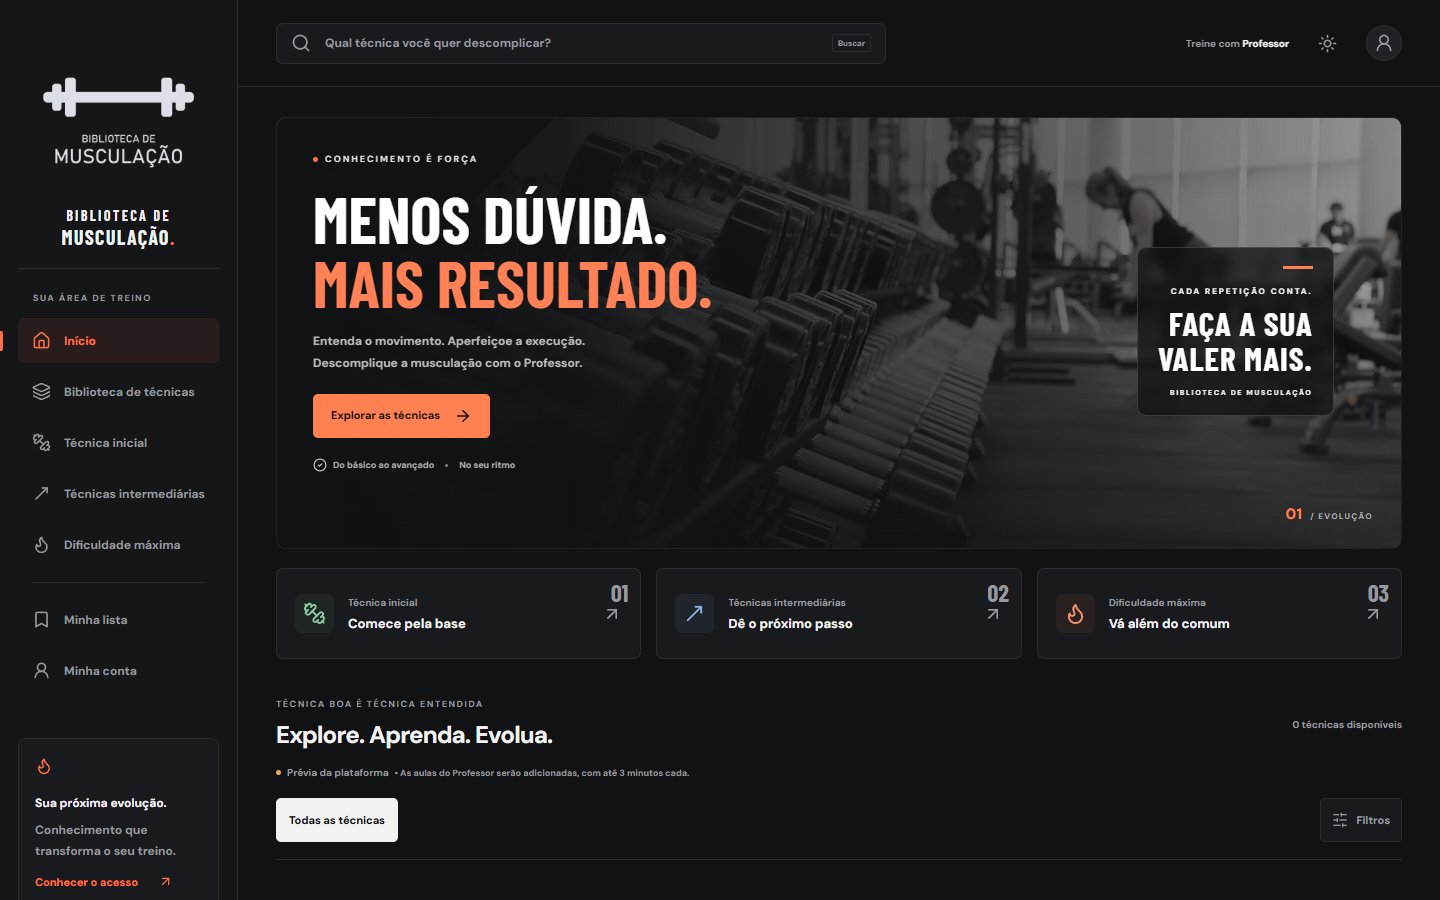 BIBLIOTECA DE
MUSCULAÇÃO
BIBLIOTECA DE
MUSCULAÇÃO.
SUA ÁREA DE TREINO
Início
Biblioteca de técnicas
Técnica inicial
Técnicas intermediárias
Dificuldade máxima
Minha lista
Minha conta
Sua próxima evolução.
Conhecimento que
transforma o seu treino.
Conhecer o acesso
Qual técnica você quer descomplicar?
Buscar
Treine com Professor
CONHECIMENTO É FORÇA
MENOS DÚVIDA.
MAIS RESULTADO.
Entenda o movimento. Aperfeiçoe a execução.
Descomplique a musculação com o Professor.
Explorar as técnicas
Do básico ao avançado • No seu ritmo
CADA REPETIÇÃO CONTA.
FAÇA A SUA
VALER MAIS.
BIBLIOTECA DE MUSCULAÇÃO
01 / EVOLUÇÃO
Técnica inicial
Comece pela base
01
Técnicas intermediárias
Dê o próximo passo
02
Dificuldade máxima
Vá além do comum
03
TÉCNICA BOA É TÉCNICA ENTENDIDA
Explore. Aprenda. Evolua.
0 técnicas disponíveis
Prévia da plataforma • As aulas do Professor serão adicionadas, com até 3 minutos cada.
Todas as técnicas
Filtros